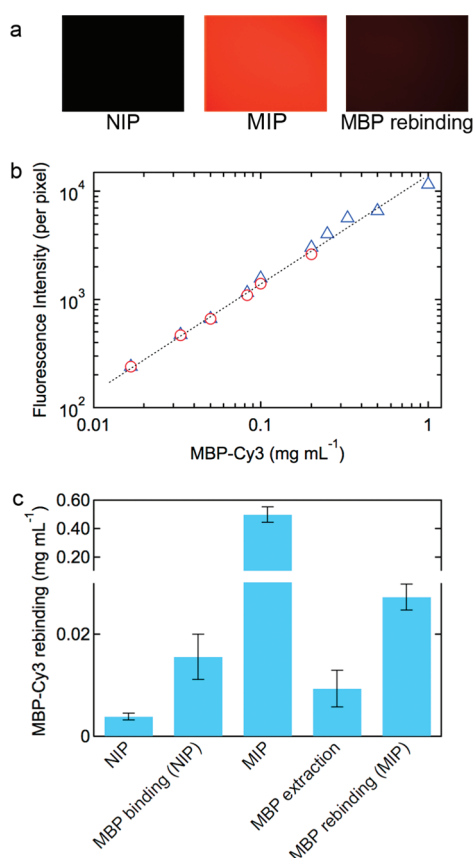 a
NIP MIP MBP rebinding
b
Fluorescence Intensity (per pixel)
10⁴
10³
10²
0.01 0.1 1
MBP-Cy3 (mg mL⁻¹)
c
MBP-Cy3 rebinding (mg mL⁻¹)
0.60
0.40
0.20
0.02
0
NIP
MBP binding (NIP)
MIP
MBP extraction
MBP rebinding (MIP)